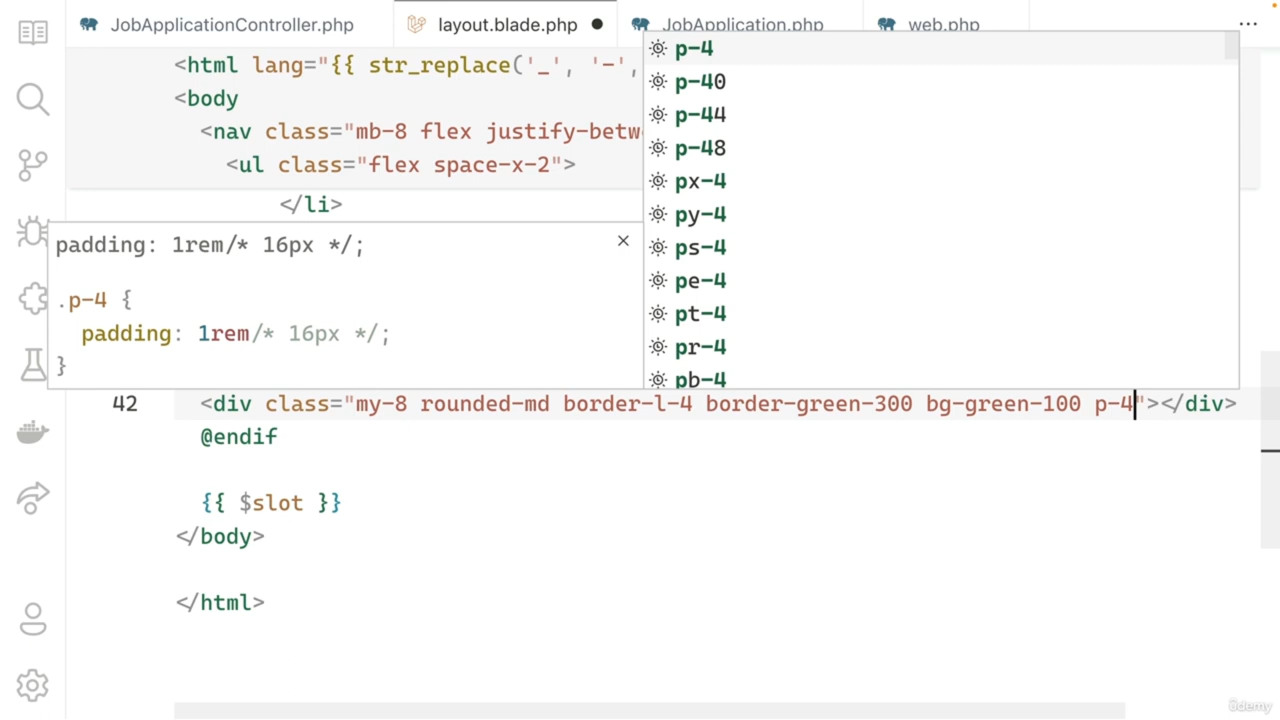 JobApplicationController.php layout.blade.php JobApplication.php web.php ...
<html lang="{{ str_replace('_', '-',
<body
<nav class="mb-8 flex justify-betw
<ul class="flex space-x-2">
</li>
padding: 1rem/* 16px */;
.p-4 {
padding: 1rem/* 16px */;
}
p-4
p-40
p-44
p-48
px-4
py-4
ps-4
pe-4
pt-4
pr-4
pb-4
42 <div class="my-8 rounded-md border-l-4 border-green-300 bg-green-100 p-4"></div>
@endif
{{ $slot }}
</body>
</html>
ûdemy